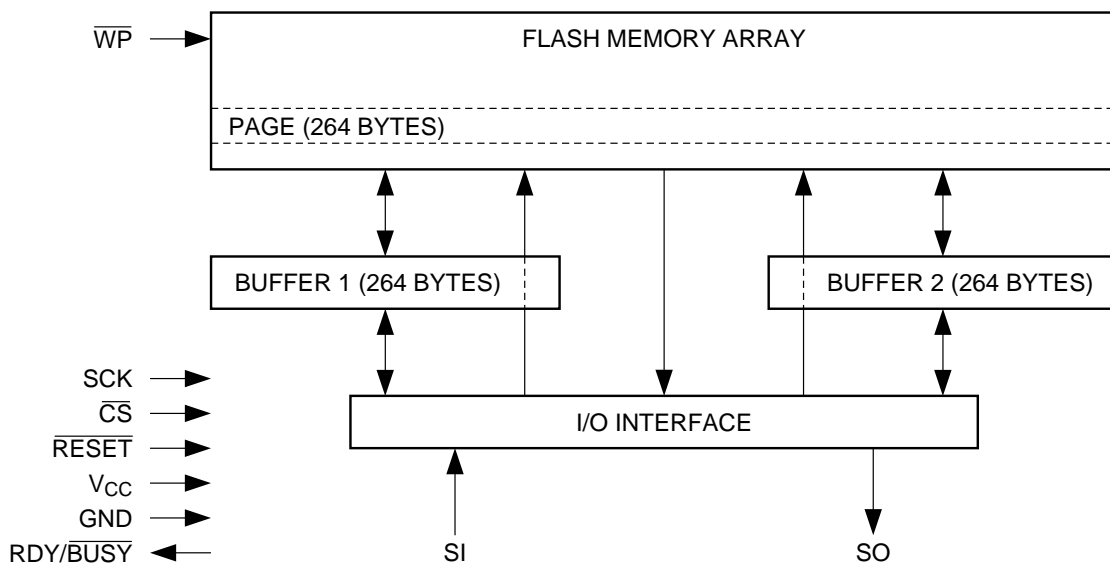 WP
FLASH MEMORY ARRAY
PAGE (264 BYTES)
BUFFER 1 (264 BYTES)
BUFFER 2 (264 BYTES)
SCK
CS
I/O INTERFACE
RESET
VCC
GND
RDY/BUSY
SI
SO